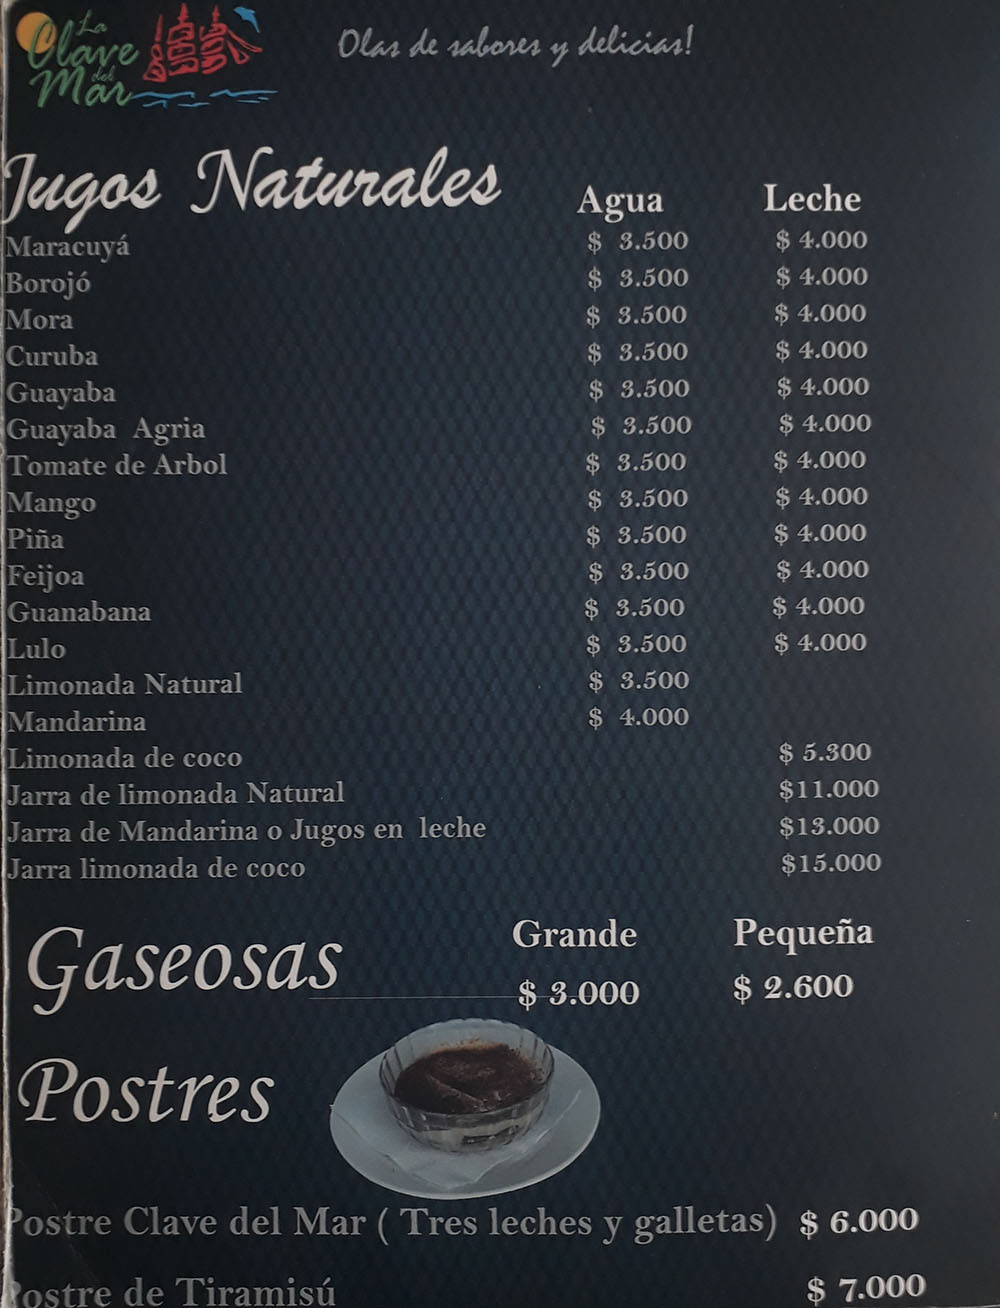 La
Clave
del
Mar
Olas de sabores y delicias!
Jugos Naturales Agua Leche
Maracuyá $ 3.500 $ 4.000
Borojó $ 3.500 $ 4.000
Mora $ 3.500 $ 4.000
Curuba $ 3.500 $ 4.000
Guayaba $ 3.500 $ 4.000
Guayaba Agria $ 3.500 $ 4.000
Tomate de Arbol $ 3.500 $ 4.000
Mango $ 3.500 $ 4.000
Piña $ 3.500 $ 4.000
Feijoa $ 3.500 $ 4.000
Guanabana $ 3.500 $ 4.000
Lulo $ 3.500 $ 4.000
Limonada Natural $ 3.500
Mandarina $ 4.000
Limonada de coco $ 5.300
Jarra de limonada Natural $11.000
Jarra de Mandarina o Jugos en leche $13.000
Jarra limonada de coco $15.000
Gaseosas Grande Pequeña
$ 3.000 $ 2.600
Postres
Postre Clave del Mar ( Tres leches y galletas) $ 6.000
Postre de Tiramisú $ 7.000